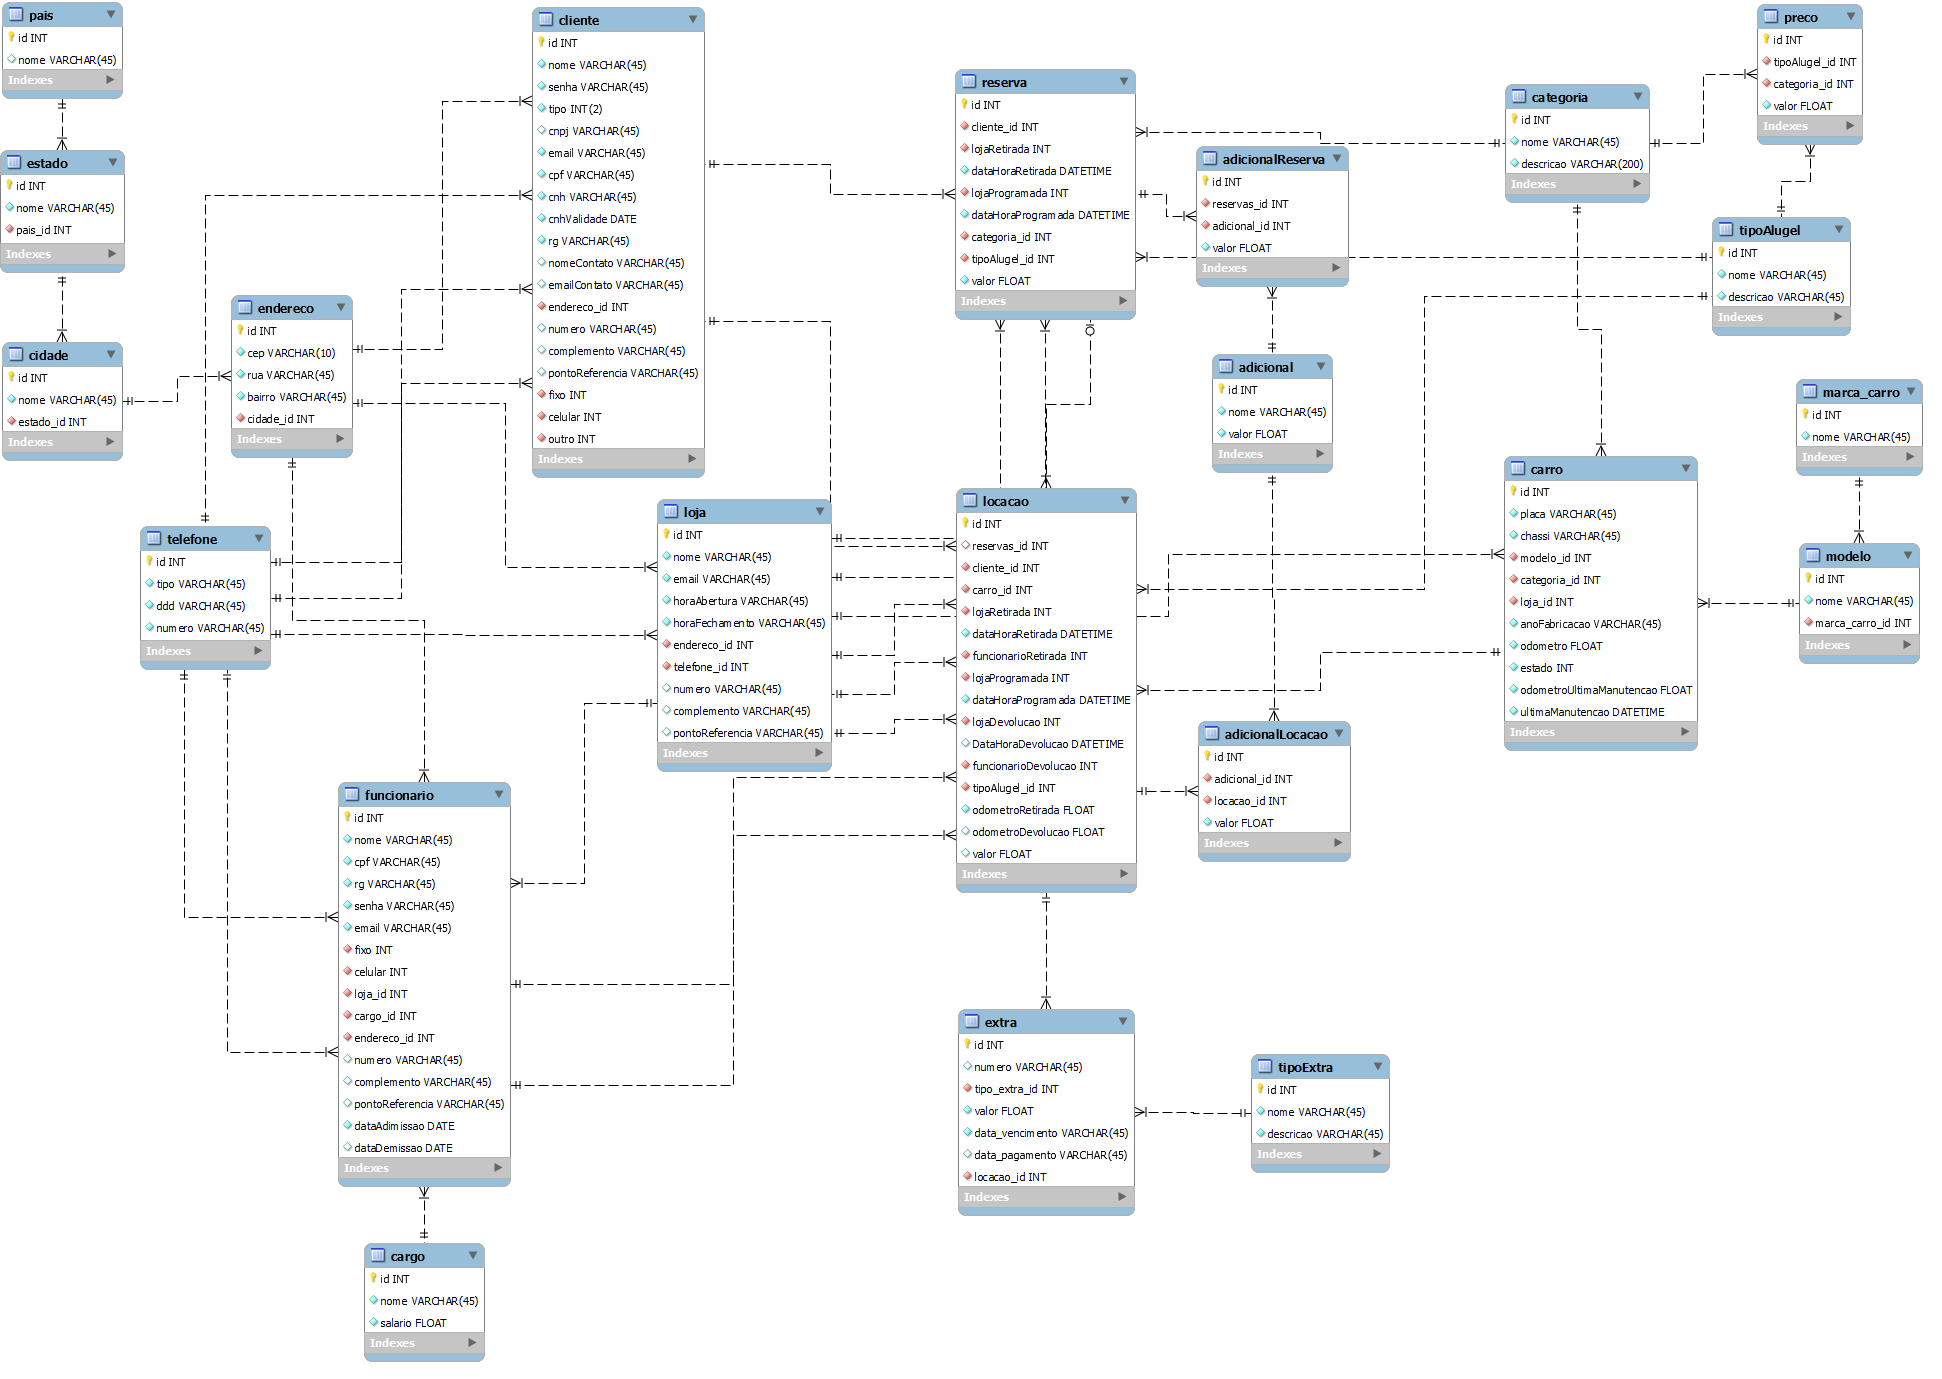 pais
id INT
nome VARCHAR(45)
Indexes
estado
id INT
nome VARCHAR(45)
pais_id INT
Indexes
cidade
id INT
nome VARCHAR(45)
estado_id INT
Indexes
endereco
id INT
cep VARCHAR(10)
rua VARCHAR(45)
bairro VARCHAR(45)
cidade_id INT
Indexes
telefone
id INT
tipo VARCHAR(45)
ddd VARCHAR(45)
numero VARCHAR(45)
Indexes
cliente
id INT
nome VARCHAR(45)
senha VARCHAR(45)
tipo INT(2)
cnpj VARCHAR(45)
email VARCHAR(45)
cpf VARCHAR(45)
cnh VARCHAR(45)
cnhValidade DATE
rg VARCHAR(45)
nomeContato VARCHAR(45)
emailContato VARCHAR(45)
endereco_id INT
numero VARCHAR(45)
complemento VARCHAR(45)
pontoReferencia VARCHAR(45)
fixo INT
celular INT
outro INT
Indexes
loja
id INT
nome VARCHAR(45)
email VARCHAR(45)
horaAbertura VARCHAR(45)
horaFechamento VARCHAR(45)
endereco_id INT
telefone_id INT
numero VARCHAR(45)
complemento VARCHAR(45)
pontoReferencia VARCHAR(45)
Indexes
funcionario
id INT
nome VARCHAR(45)
cpf VARCHAR(45)
rg VARCHAR(45)
senha VARCHAR(45)
email VARCHAR(45)
fixo INT
celular INT
loja_id INT
cargo_id INT
endereco_id INT
numero VARCHAR(45)
complemento VARCHAR(45)
pontoReferencia VARCHAR(45)
dataAdimissao DATE
dataDemissao DATE
Indexes
cargo
id INT
nome VARCHAR(45)
salario FLOAT
Indexes
reserva
id INT
cliente_id INT
lojaRetirada INT
dataHoraRetirada DATETIME
lojaProgramada INT
dataHoraProgramada DATETIME
categoria_id INT
tipoAlugel_id INT
valor FLOAT
Indexes
adicionalReserva
id INT
reservas_id INT
adicional_id INT
valor FLOAT
Indexes
adicional
id INT
nome VARCHAR(45)
valor FLOAT
Indexes
locacao
id INT
reservas_id INT
cliente_id INT
carro_id INT
lojaRetirada INT
dataHoraRetirada DATETIME
funcionarioRetirada INT
lojaProgramada INT
dataHoraProgramada DATETIME
lojaDevolucao INT
DataHoraDevolucao DATETIME
funcionarioDevolucao INT
tipoAlugel_id INT
odometroRetirada FLOAT
odometroDevolucao FLOAT
valor FLOAT
Indexes
adicionalLocacao
id INT
adicional_id INT
locacao_id INT
valor FLOAT
Indexes
extra
id INT
numero VARCHAR(45)
tipo_extra_id INT
valor FLOAT
data_vencimento VARCHAR(45)
data_pagamento VARCHAR(45)
locacao_id INT
Indexes
tipoExtra
id INT
nome VARCHAR(45)
descricao VARCHAR(45)
Indexes
categoria
id INT
nome VARCHAR(45)
descricao VARCHAR(200)
Indexes
preco
id INT
tipoAlugel_id INT
categoria_id INT
valor FLOAT
Indexes
tipoAlugel
id INT
nome VARCHAR(45)
descricao VARCHAR(45)
Indexes
carro
id INT
placa VARCHAR(45)
chassi VARCHAR(45)
modelo_id INT
categoria_id INT
loja_id INT
anoFabricacao VARCHAR(45)
odometro FLOAT
estado INT
odometroUltimaManutencao FLOAT
ultimaManutencao DATETIME
Indexes
marca_carro
id INT
nome VARCHAR(45)
Indexes
modelo
id INT
nome VARCHAR(45)
marca_carro_id INT
Indexes